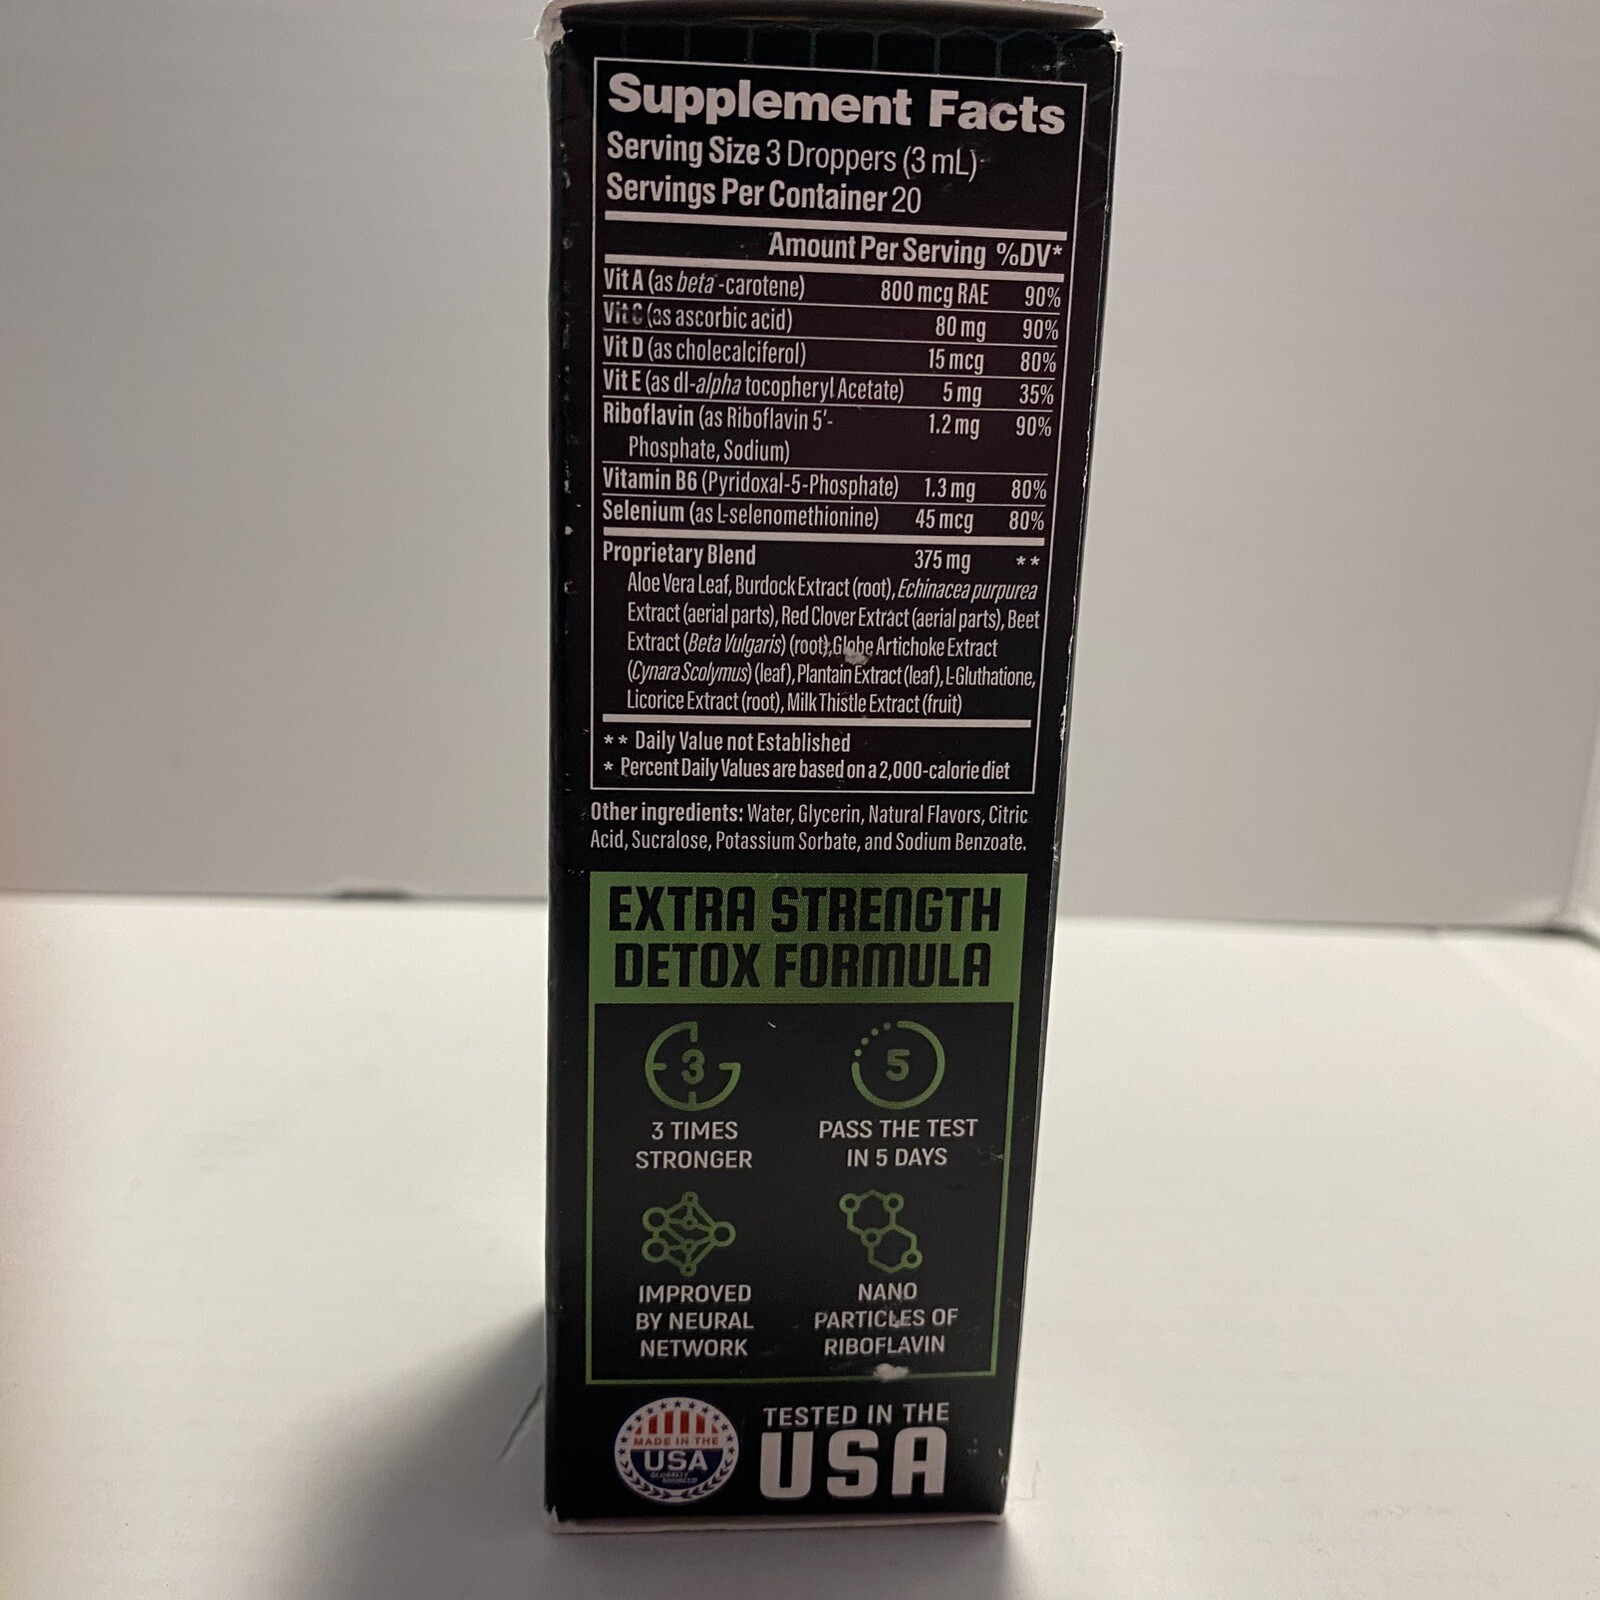 Supplement Facts
Serving Size 3 Droppers (3 mL)
Servings Per Container 20
Amount Per Serving %DV*
Vit A (as beta-carotene) 800 mcg RAE 90%
Vit C (as ascorbic acid) 80 mg 90%
Vit D (as cholecalciferol) 15 mcg 80%
Vit E (as dl-alpha tocopheryl Acetate) 5 mg 35%
Riboflavin (as Riboflavin 5'- 1.2 mg 90%
Phosphate, Sodium)
Vitamin B6 (Pyridoxal-5-Phosphate) 1.3 mg 80%
Selenium (as L-selenomethionine) 45 mcg 80%
Proprietary Blend 375 mg **
Aloe Vera Leaf, Burdock Extract (root), Echinacea purpurea
Extract (aerial parts), Red Clover Extract (aerial parts), Beet
Extract (Beta Vulgaris) (root), Globe Artichoke Extract
(Cynara Scolymus) (leaf), Plantain Extract (leaf), L-Gluthatione,
Licorice Extract (root), Milk Thistle Extract (fruit)
** Daily Value not Established
* Percent Daily Values are based on a 2,000-calorie diet
Other ingredients: Water, Glycerin, Natural Flavors, Citric
Acid, Sucralose, Potassium Sorbate, and Sodium Benzoate.
EXTRA STRENGTH
DETOX FORMULA
3
3 TIMES
STRONGER
5
PASS THE TEST
IN 5 DAYS
IMPROVED
BY NEURAL
NETWORK
NANO
PARTICLES OF
RIBOFLAVIN
MADE IN THE
USA
GLOBALLY
SOURCED
TESTED IN THE
USA